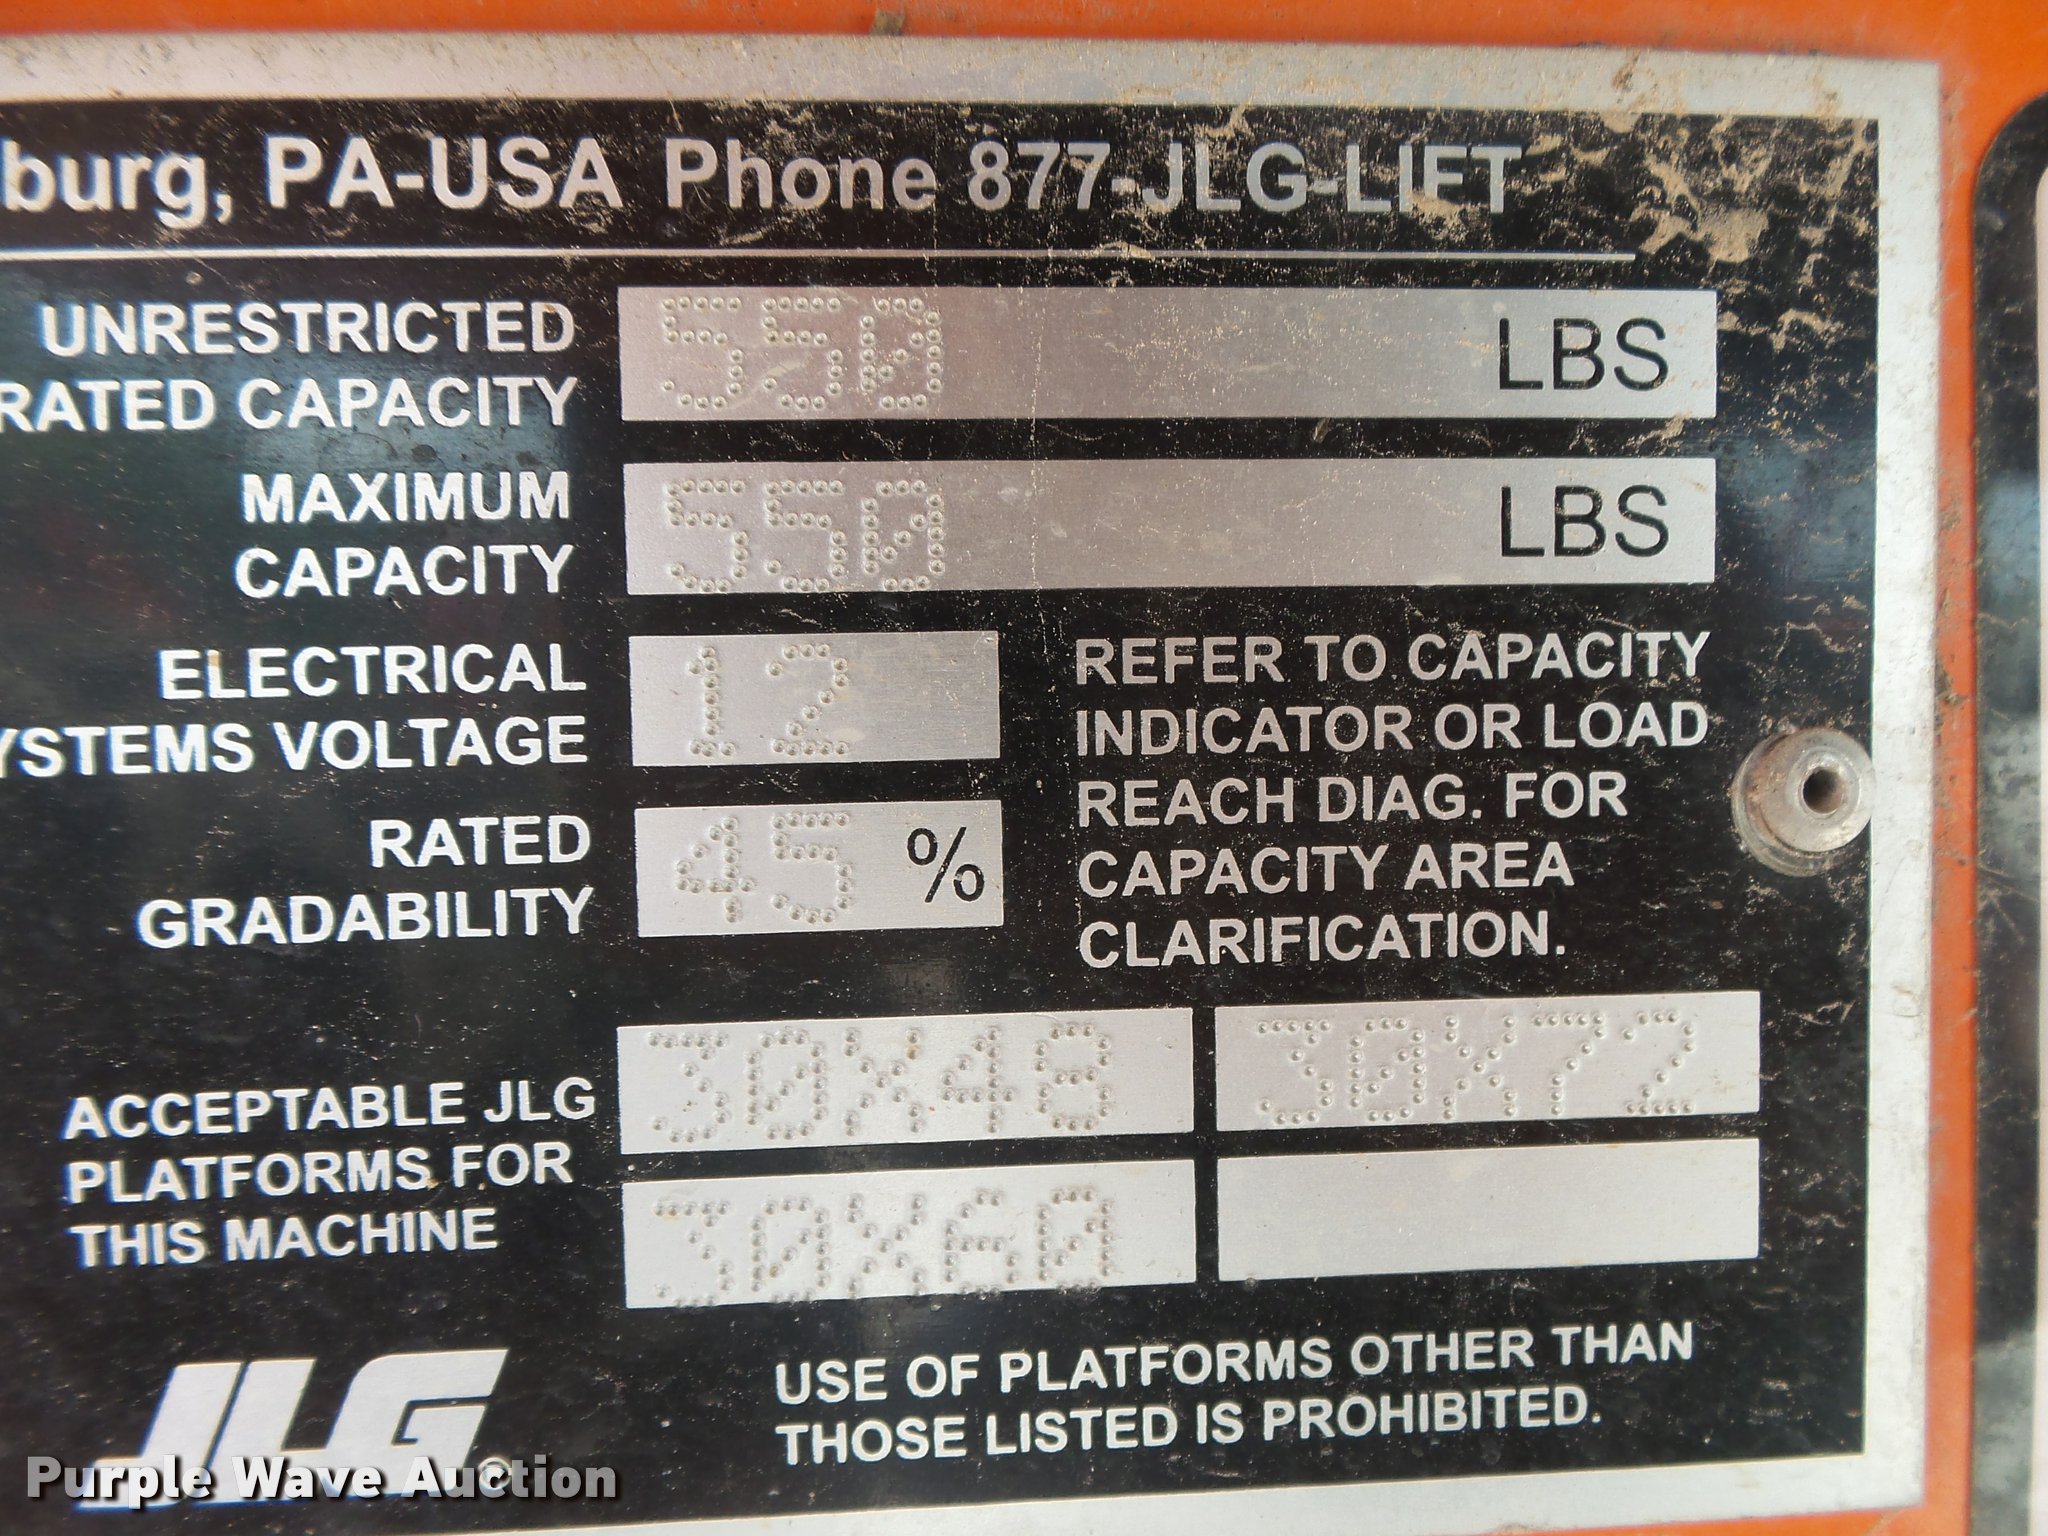 burg, PA-USA Phone 877-JLG-LIFT
UNRESTRICTED
RATED CAPACITY
550 LBS
MAXIMUM
CAPACITY
550 LBS
ELECTRICAL
YSTEMS VOLTAGE
12
RATED
GRADABILITY
45 %
REFER TO CAPACITY
INDICATOR OR LOAD
REACH DIAG. FOR
CAPACITY AREA
CLARIFICATION.
ACCEPTABLE JLG
PLATFORMS FOR
THIS MACHINE
30X48
30X72
30X60
JLG®
USE OF PLATFORMS OTHER THAN
THOSE LISTED IS PROHIBITED.
Purple Wave Auction